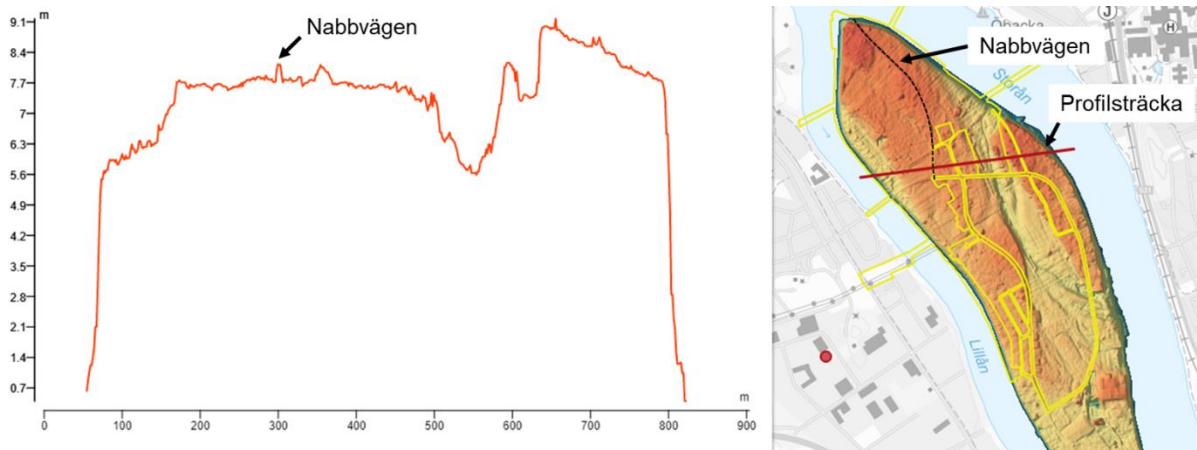 m
9.1
8.4
7.7
7
6.3
5.6
4.9
4.2
3.5
2.8
2.1
1.4
0.7
Nabbvägen
m
0
100
200
300
400
500
600
700
800
900
Öbacka
J
H
Nabbvägen
Storån
Profilsträcka
Lillån